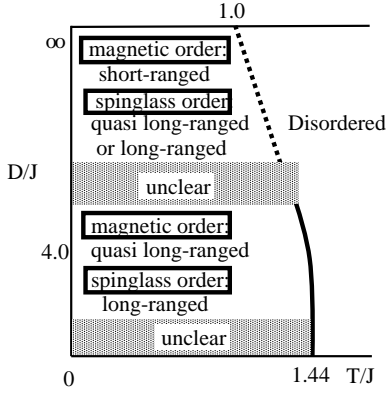 1.0
∞
magnetic order:
short-ranged
spinglass order:
quasi long-ranged
or long-ranged
Disordered
D/J
unclear
magnetic order:
quasi long-ranged
4.0
spinglass order:
long-ranged
unclear
0
1.44
T/J